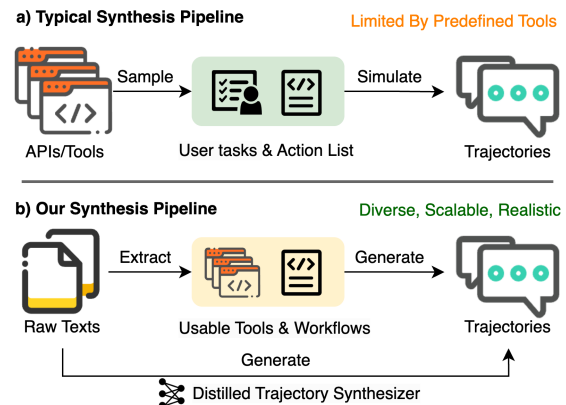 a) Typical Synthesis Pipeline
Limited By Predefined Tools
Sample
Simulate
</>
</>
APIs/Tools
User tasks & Action List
Trajectories
b) Our Synthesis Pipeline
Diverse, Scalable, Realistic
Extract
Generate
</>
</>
Raw Texts
Usable Tools & Workflows
Trajectories
Generate
Distilled Trajectory Synthesizer